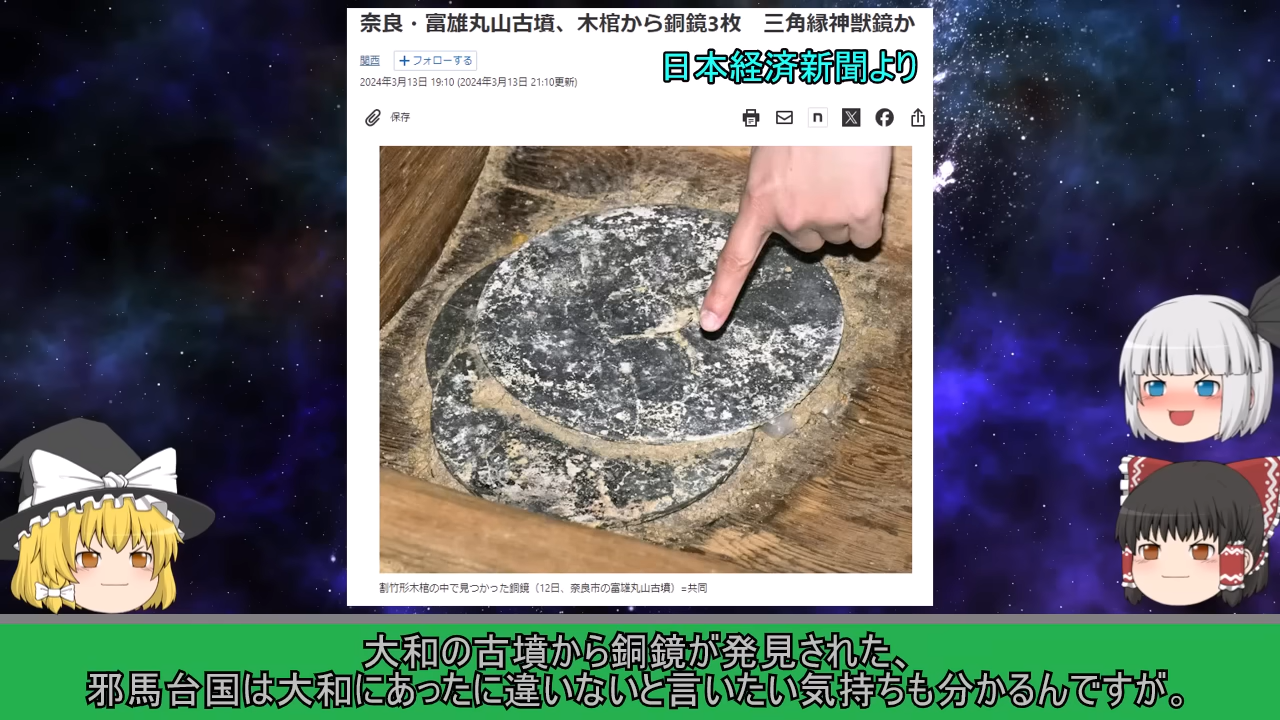 奈良・富雄丸山古墳、木棺から銅鏡3枚　三角縁神獣鏡か
関西
+フォローする
日本経済新聞より
2024年3月13日 19:10 (2024年3月13日 21:10更新)
保存
割竹形木棺の中で見つかった銅鏡（12日、奈良市の富雄丸山古墳）=共同
大和の古墳から銅鏡が発見された、
邪馬台国は大和にあったに違いないと言いたい気持ちも分かるんですが。